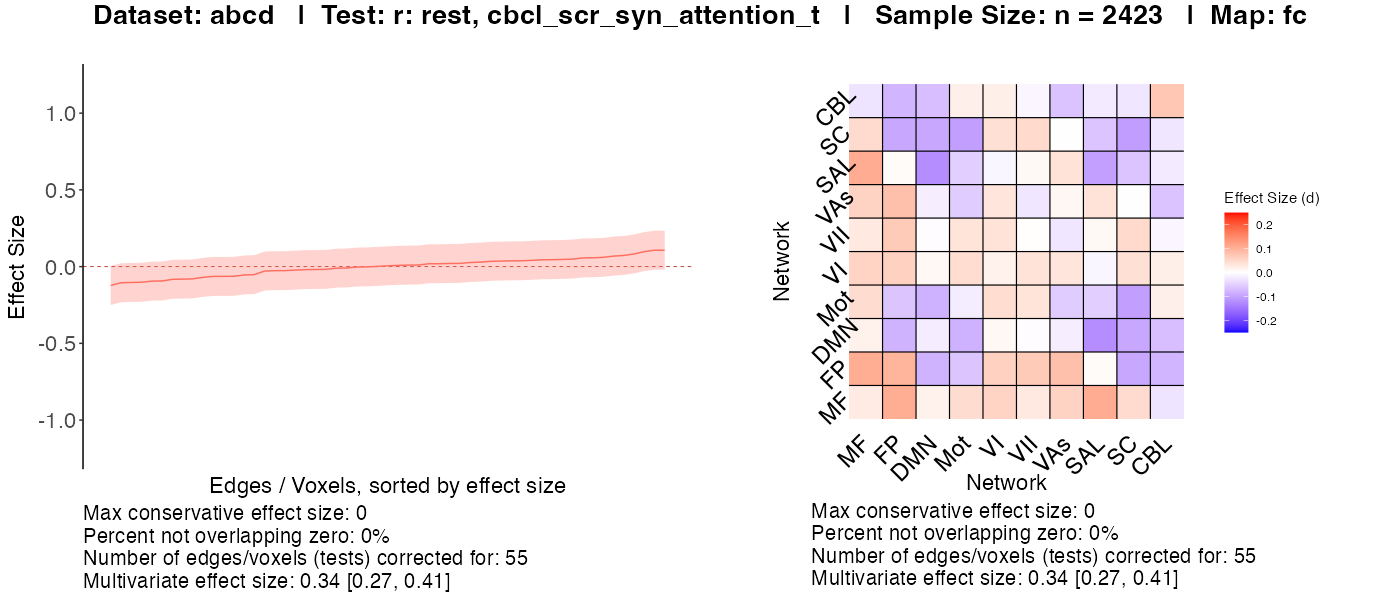 Dataset: abcd | Test: r: rest, cbcl_scr_syn_attention_t | Sample Size: n = 2423 | Map: fc
1.0
0.5
0.0
-0.5
-1.0
Effect Size
Edges / Voxels, sorted by effect size
Max conservative effect size: 0
Percent not overlapping zero: 0%
Number of edges/voxels (tests) corrected for: 55
Multivariate effect size: 0.34 [0.27, 0.41]
Network
CBL
SC
SAL
VAs
VII
VI
Mot
DMN
FP
MF
MF
FP
DMN
Mot
VI
VII
VAs
SAL
SC
CBL
Network
Effect Size (d)
0.2
0.1
0.0
-0.1
-0.2
Max conservative effect size: 0
Percent not overlapping zero: 0%
Number of edges/voxels (tests) corrected for: 55
Multivariate effect size: 0.34 [0.27, 0.41]